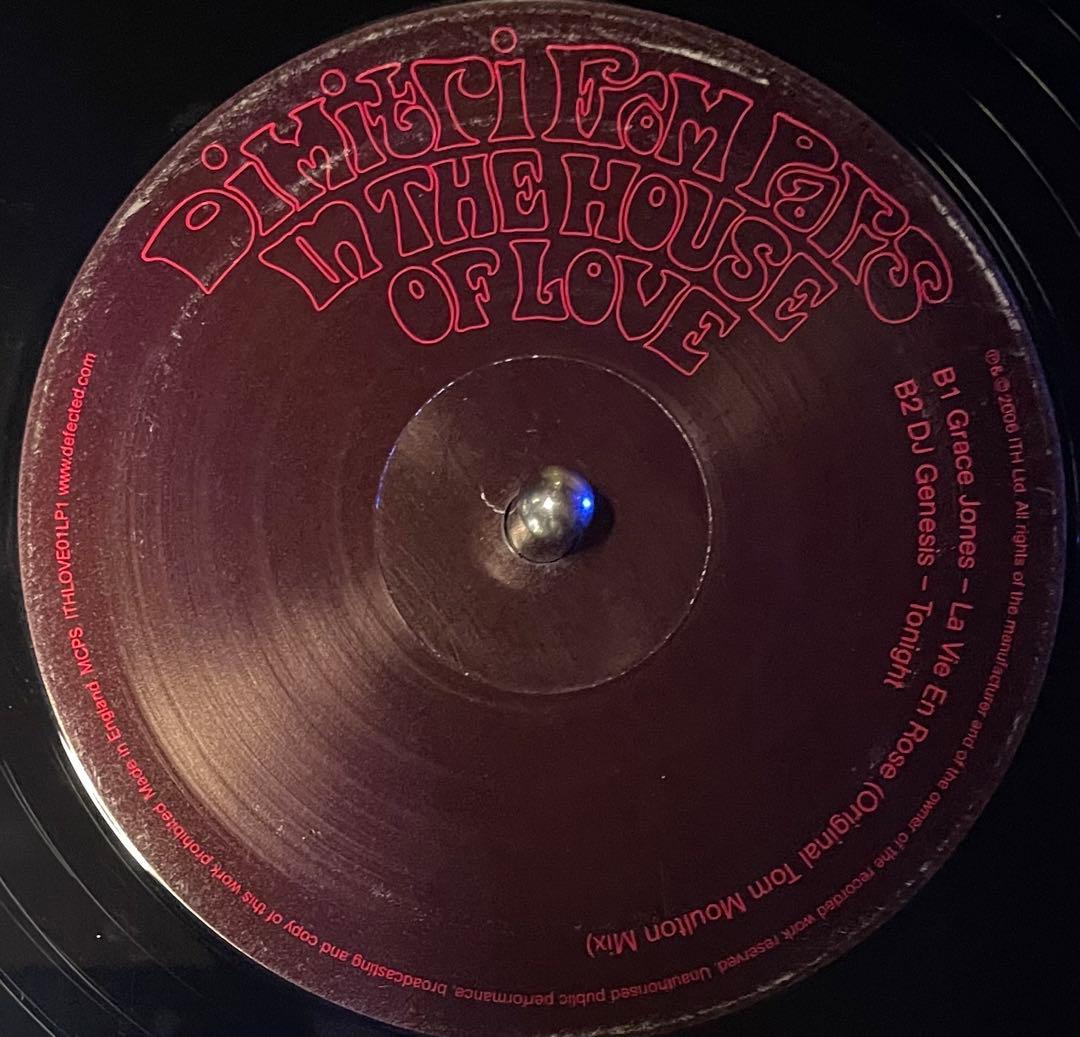 DiMiTRi FROM PARiS
IN THE HOUSE
OF LOVE
B1 Grace Jones – La Vie En Rose (Original Tom Moulton Mix)
B2 DJ Genesis – Tonight
℗&© 2006 ITH Ltd. All rights of the manufacturer and of the owner of the recorded work reserved. Unauthorised public performance, broadcasting and copy of this work prohibited. Made in England MCPS ITHLOVE01LP1 www.defected.com